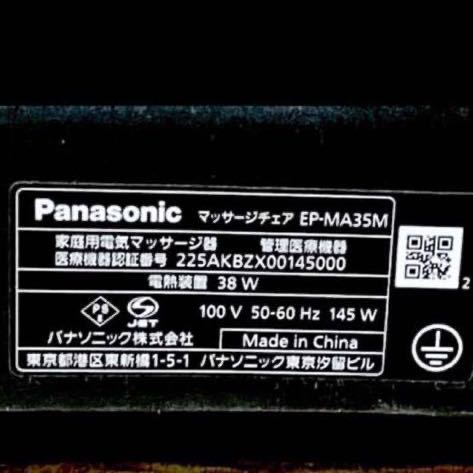 Panasonic マッサージチェア EP-MA35M
家庭用電気マッサージ器 管理医療機器
医療機器認証番号 225AKBZX00145000
電熱装置 38 W
PS E JET 100 V 50-60 Hz 145 W
パナソニック株式会社 Made in China
東京都港区東新橋1-5-1 パナソニック東京汐留ビル
2